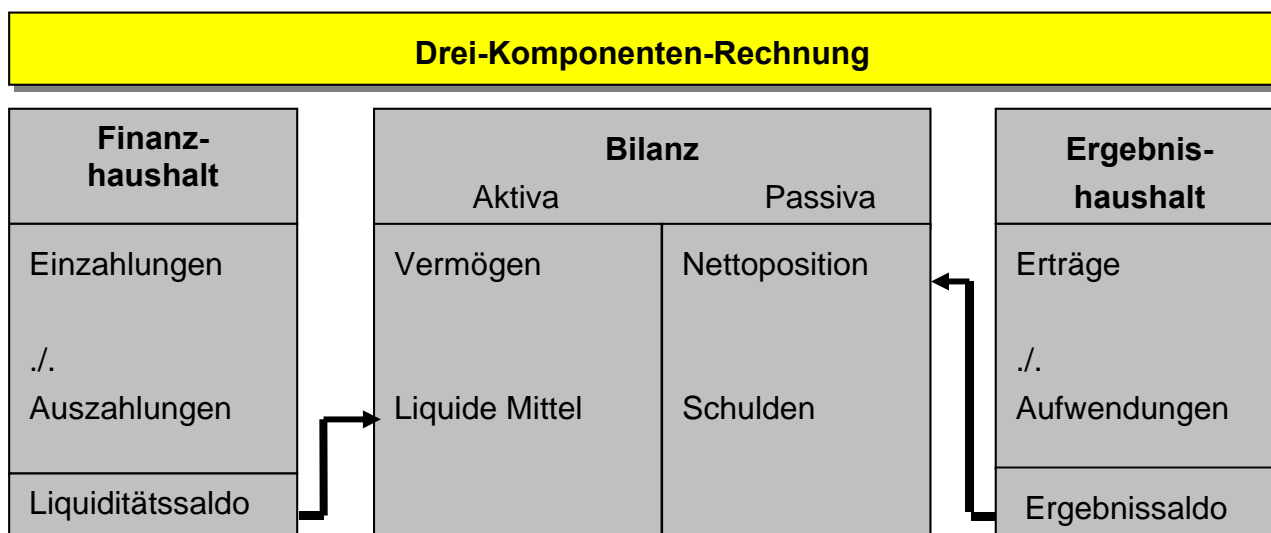 Drei-Komponenten-Rechnung
Finanz-
haushalt
Einzahlungen
./.
Auszahlungen
Liquiditätssaldo
Bilanz
Aktiva Passiva
Vermögen Nettoposition
Liquide Mittel Schulden
Ergebnis-
haushalt
Erträge
./.
Aufwendungen
Ergebnissaldo